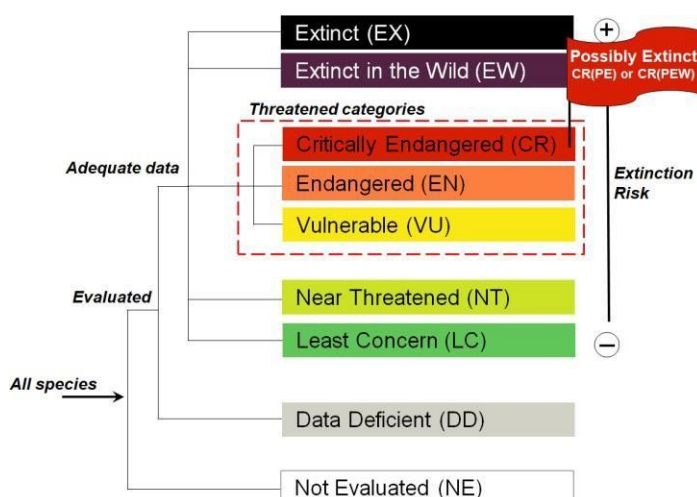 Extinct (EX)
+
Possibly Extinct
CR(PE) or CR(PEW)
Extinct in the Wild (EW)
Threatened categories
Critically Endangered (CR)
Adequate data
Extinction
Risk
Endangered (EN)
Vulnerable (VU)
Evaluated
Near Threatened (NT)
Least Concern (LC)
−
All species
Data Deficient (DD)
Not Evaluated (NE)